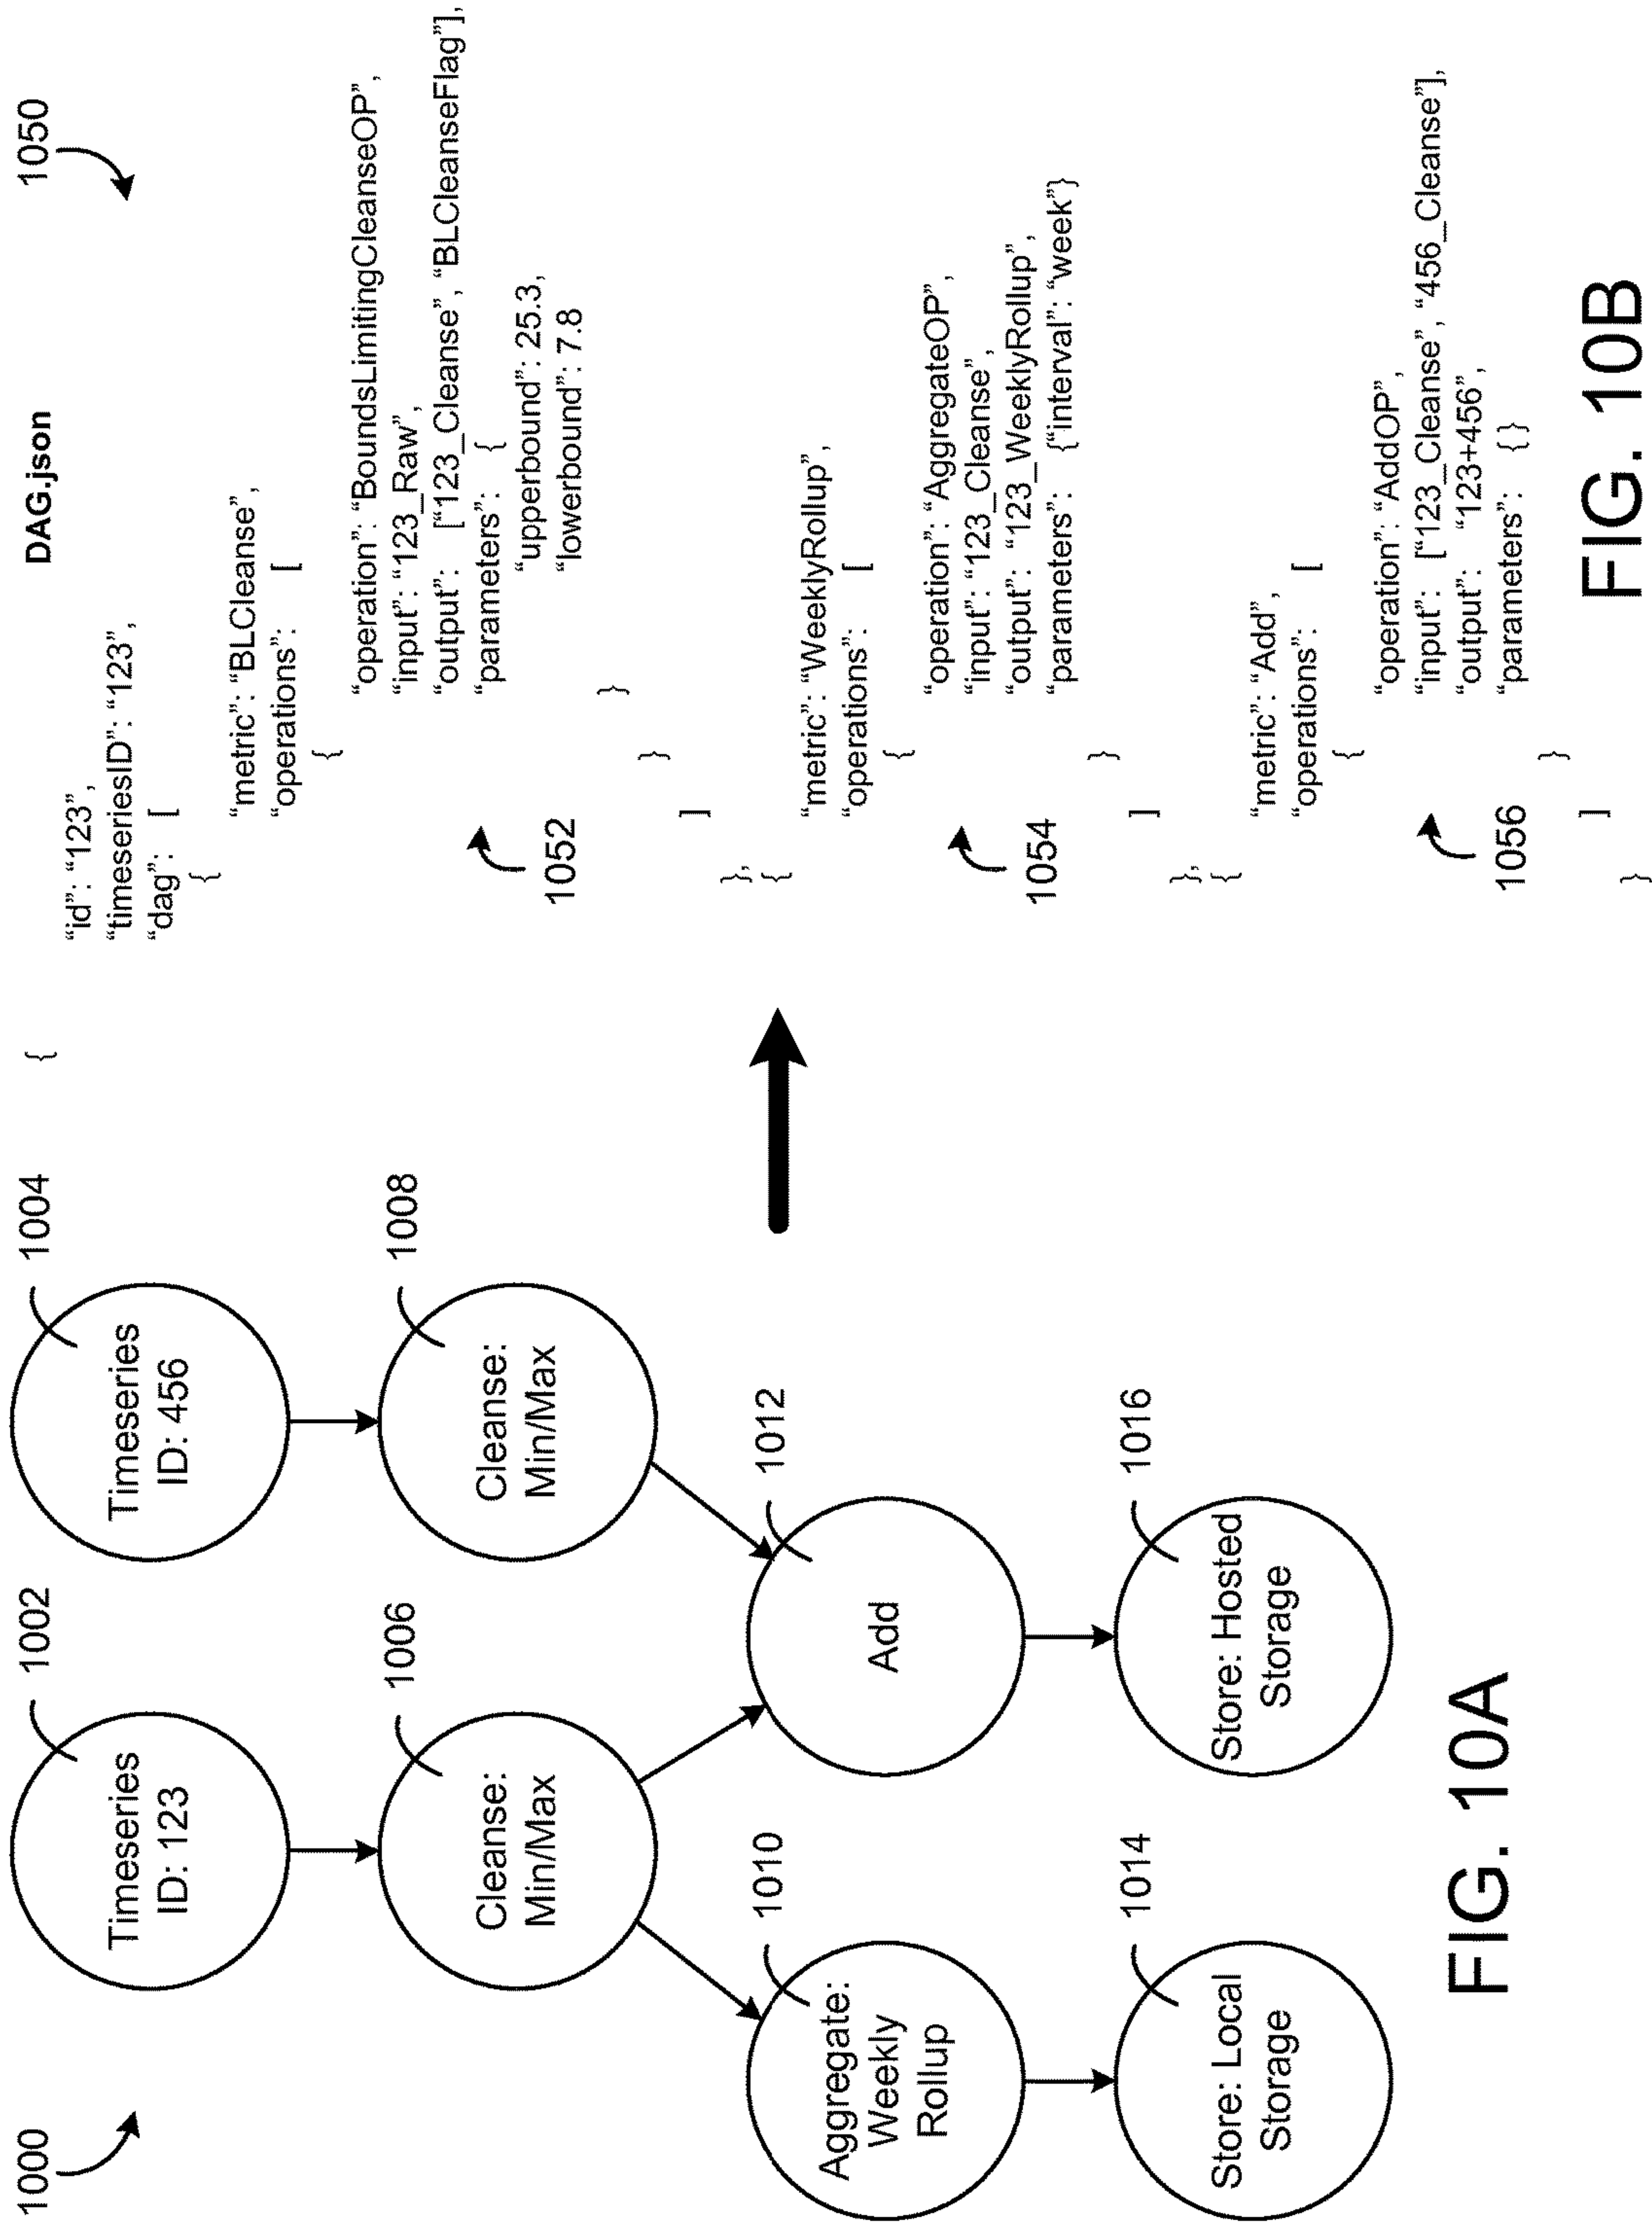 1000
1002
1004
Timeseries
ID: 123
Timeseries
ID: 456
1006
1008
Cleanse:
Min/Max
Cleanse:
Min/Max
1010
1012
Aggregate:
Weekly
Rollup
Add
1014
1016
Store: Local
Storage
Store: Hosted
Storage
FIG. 10A
DAG.json
1050
{
“id”: “123”,
“timeseriesID”: “123”,
“dag”: [
{
“metric”: “BLCleanse”,
“operations”: [
{
“operation”: “BoundsLimitingCleanseOP”,
“input”: “123_Raw”,
“output”: [“123_Cleanse”, “BLCleanseFlag”],
“parameters”: {
“upperbound”: 25.3,
“lowerbound”: 7.8
}
}
]
1052
},
{
“metric”: “WeeklyRollup”,
“operations”: [
{
“operation”: “AggregateOP”,
“input”: “123_Cleanse”,
“output”: “123_WeeklyRollup”,
“parameters”: {“interval”: “week”}
}
]
1054
},
{
“metric”: “Add”,
“operations”: [
{
“operation”: “AddOP”,
“input”: [“123_Cleanse”, “456_Cleanse”],
“output”: “123+456”,
“parameters”: {}
}
]
1056
}
FIG. 10B